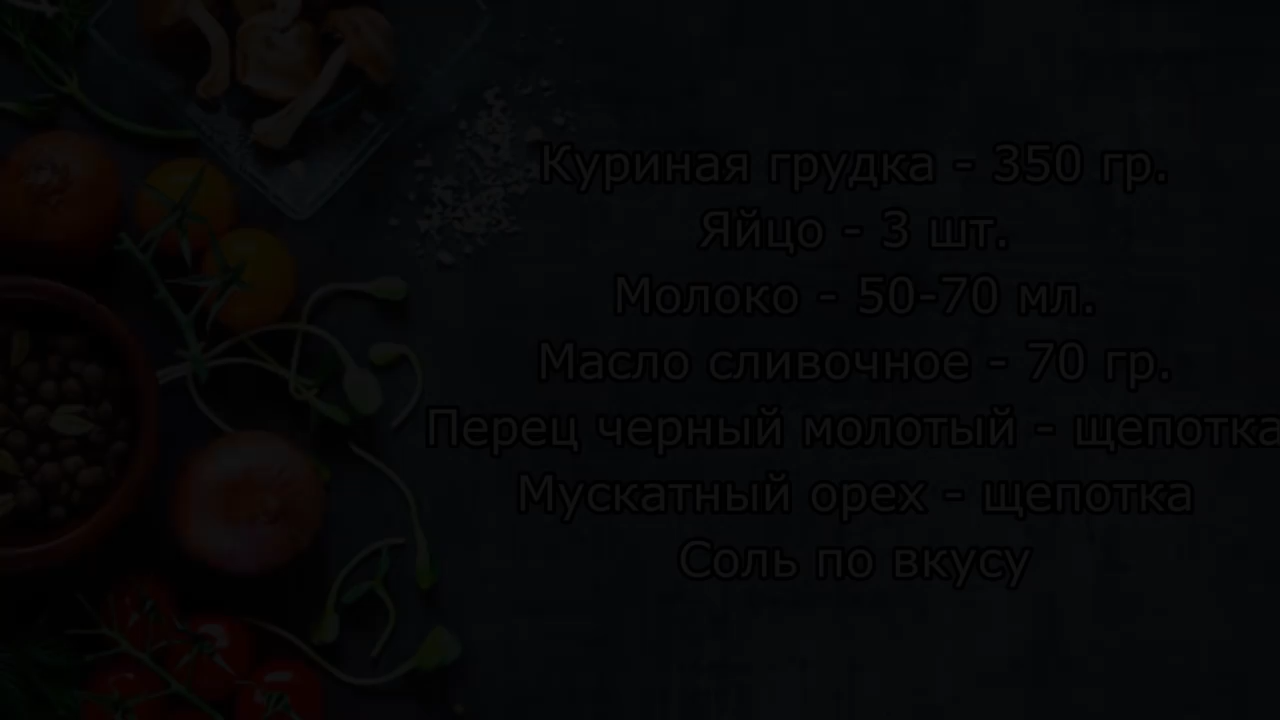 Куриная грудка - 350 гр.
Яйцо - 3 шт.
Молоко - 50-70 мл.
Масло сливочное - 70 гр.
Перец черный молотый - щепотка
Мускатный орех - щепотка
Соль по вкусу